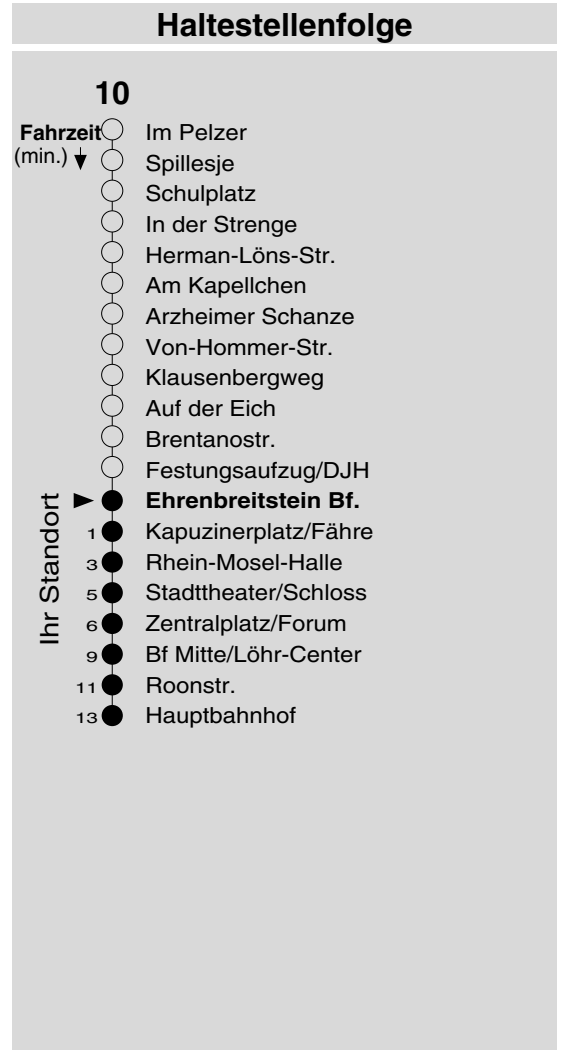 Haltestellenfolge
10
Fahrzeit
(min.)
Im Pelzer
Spillesje
Schulplatz
In der Strenge
Herman-Löns-Str.
Am Kapellchen
Arzheimer Schanze
Von-Hommer-Str.
Klausenbergweg
Auf der Eich
Brentanostr.
Festungsaufzug/DJH
Ihr Standort
Ehrenbreitstein Bf.
1 Kapuzinerplatz/Fähre
3 Rhein-Mosel-Halle
5 Stadttheater/Schloss
6 Zentralplatz/Forum
9 Bf Mitte/Löhr-Center
11 Roonstr.
13 Hauptbahnhof